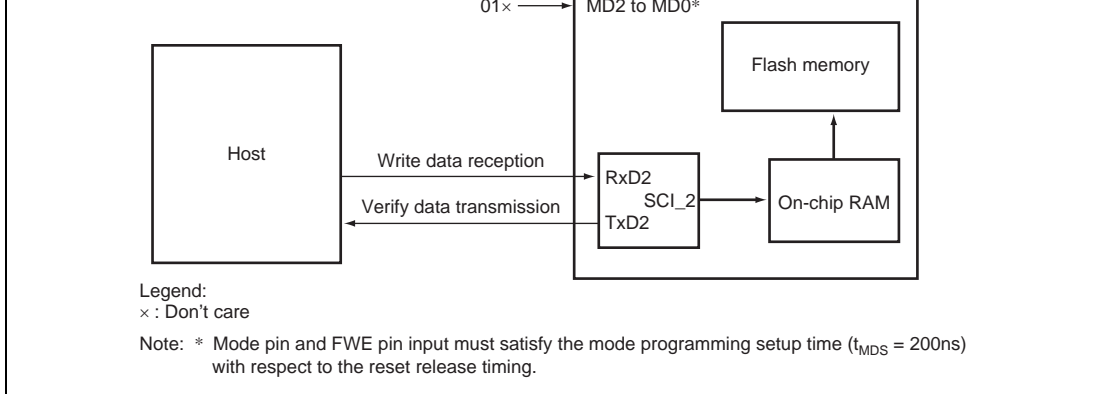 01× MD2 to MD0*
Flash memory
Host
Write data reception
RxD2
SCI_2
On-chip RAM
Verify data transmission
TxD2
Legend:
× : Don't care
Note: * Mode pin and FWE pin input must satisfy the mode programming setup time (tMDS = 200ns)
with respect to the reset release timing.